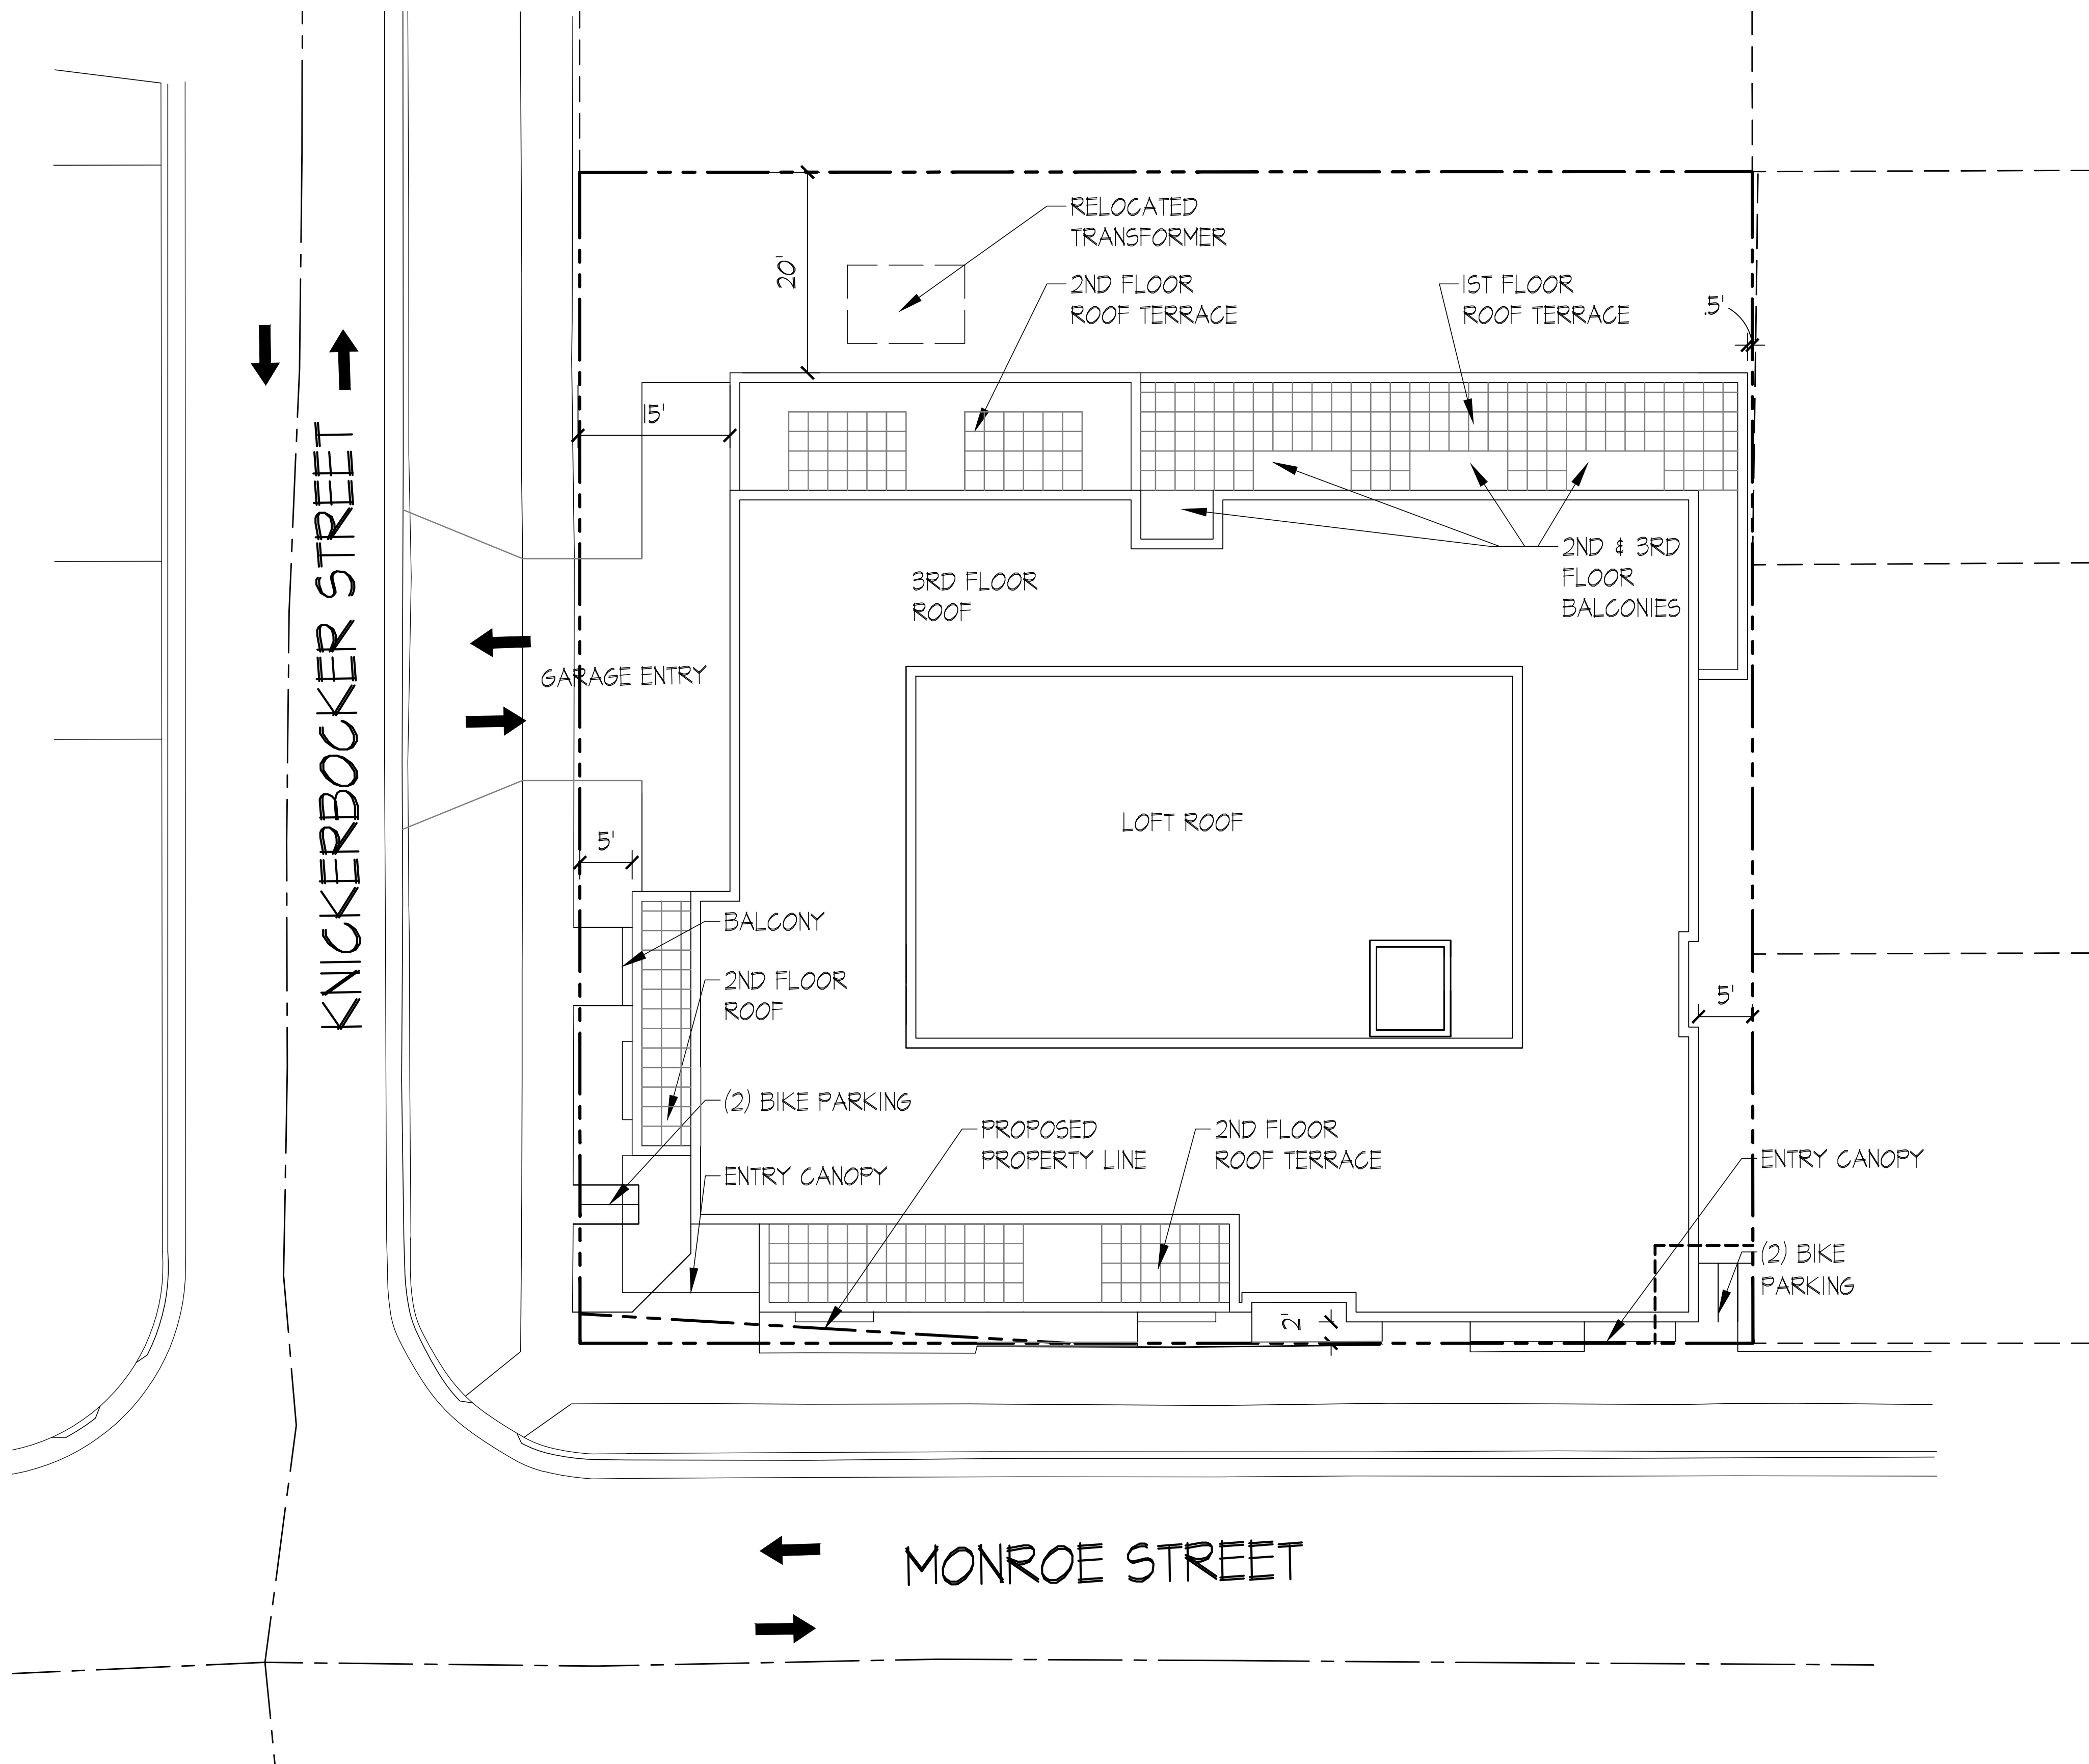 RELOCATED
TRANSFORMER
20'
2ND FLOOR
ROOF TERRACE
1ST FLOOR
ROOF TERRACE
.5'
15'
KNICKERBOCKER STREET
2ND & 3RD
FLOOR
BALCONIES
3RD FLOOR
ROOF
GARAGE ENTRY
LOFT ROOF
5'
BALCONY
2ND FLOOR
ROOF
5'
(2) BIKE PARKING
PROPOSED
PROPERTY LINE
2ND FLOOR
ROOF TERRACE
ENTRY CANOPY
ENTRY CANOPY
(2) BIKE
PARKING
2'
MONROE STREET